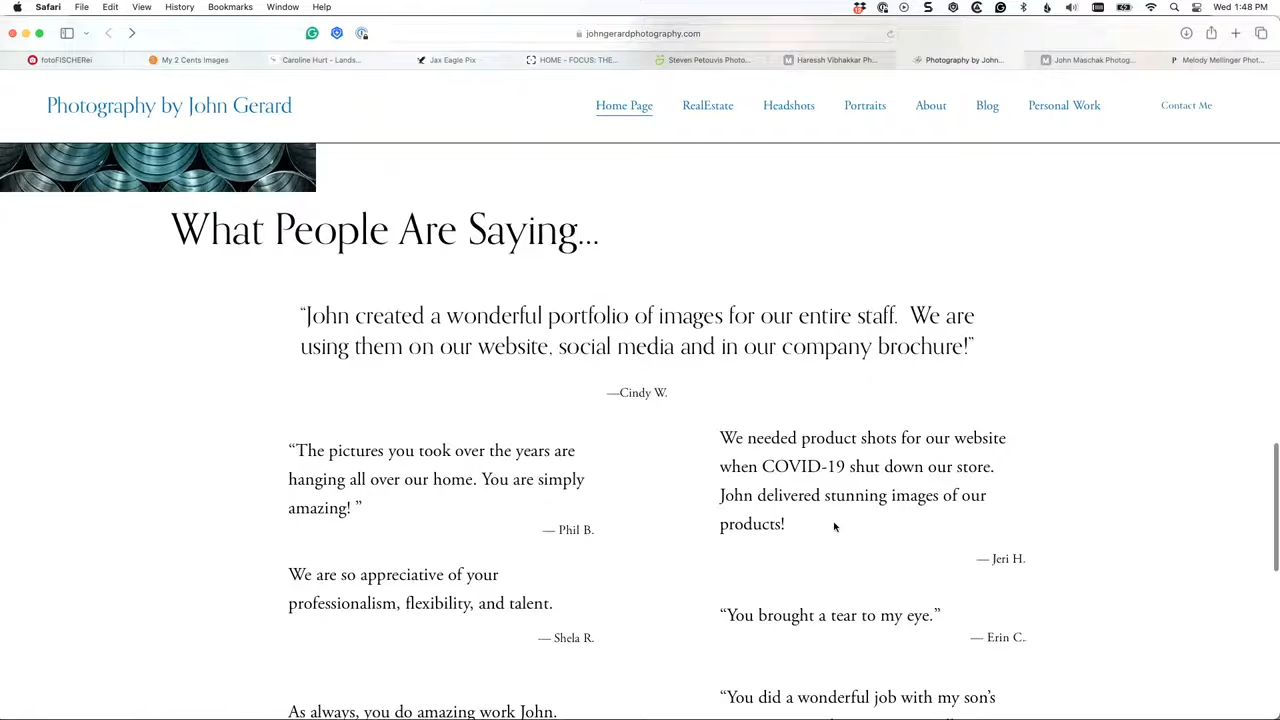 Safari File Edit View History Bookmarks Window Help Wed 1:48 PM
johngerardphotography.com
fotoFISCHERei My 2 Cents Images Caroline Hurt - Lands... Jax Eagle Pix HOME - FOCUS: THE... Steven Petouvis Photo... Haressh Vibhakkar Ph... Photography by John... John Maschak Photog... Melody Mellinger Phot...
Photography by John Gerard Home Page RealEstate Headshots Portraits About Blog Personal Work Contact Me
What People Are Saying...
“John created a wonderful portfolio of images for our entire staff. We are
using them on our website, social media and in our company brochure!”
—Cindy W.
“The pictures you took over the years are
hanging all over our home. You are simply
amazing! ”
— Phil B.
We are so appreciative of your
professionalism, flexibility, and talent.
— Shela R.
As always, you do amazing work John.
We needed product shots for our website
when COVID-19 shut down our store.
John delivered stunning images of our
products!
— Jeri H.
“You brought a tear to my eye.”
— Erin C.
“You did a wonderful job with my son’s